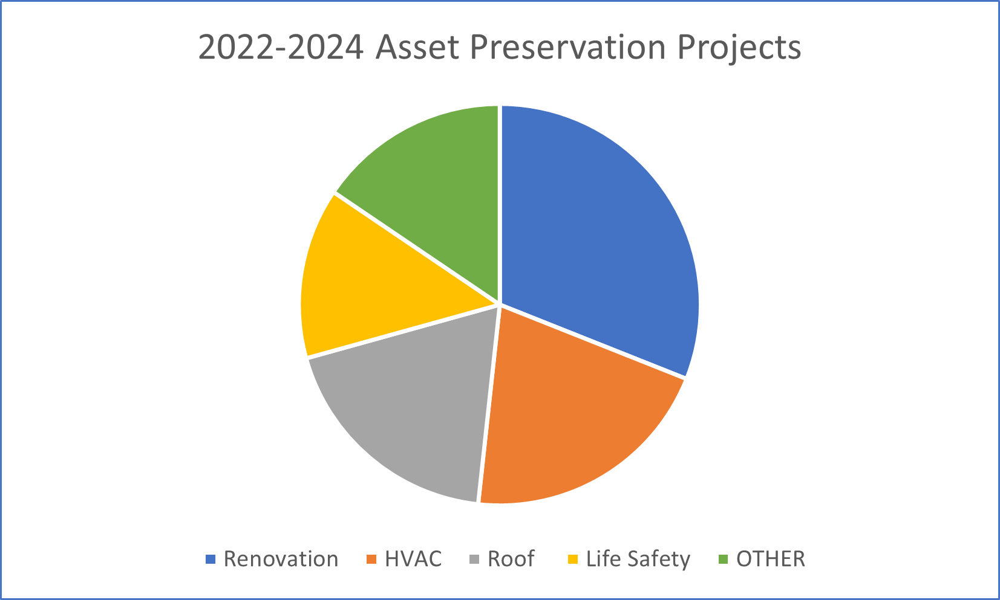 2022-2024 Asset Preservation Projects
Renovation HVAC Roof Life Safety OTHER